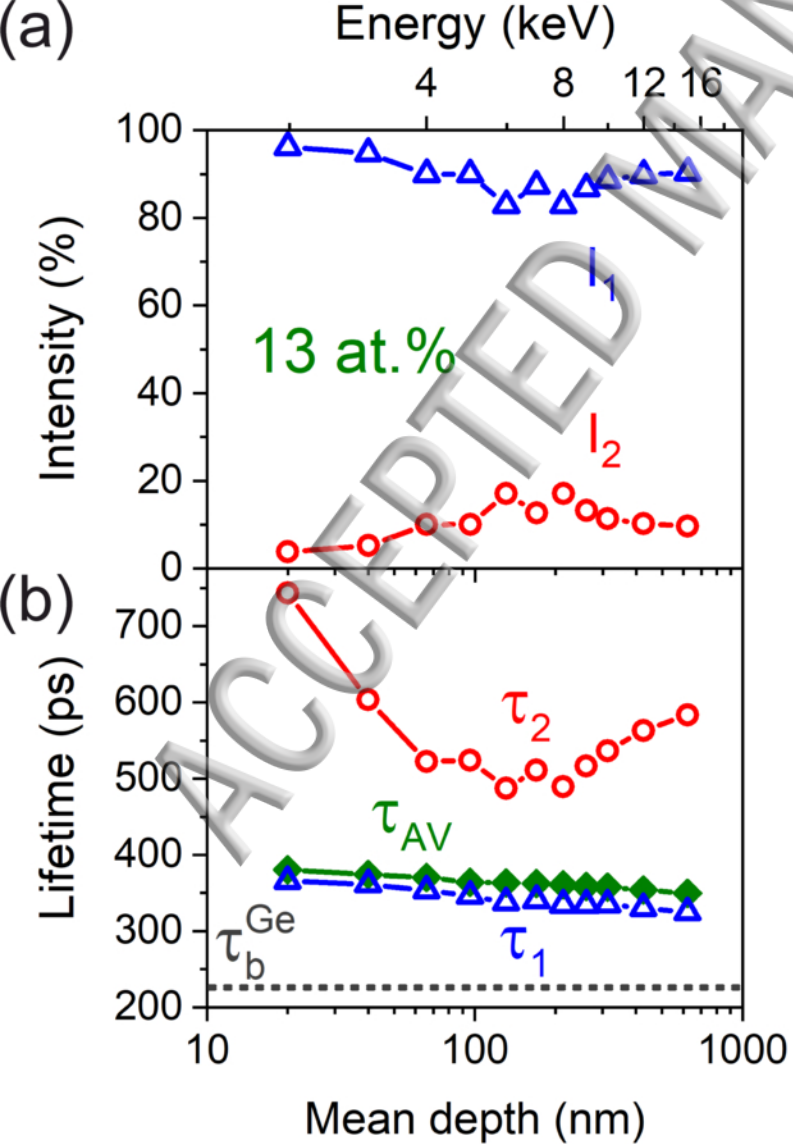 (a)
Energy (keV)
4 8 12 16
100
80
60
40
20
0
Intensity (%)
I1
13 at.%
I2
ACCEPTED MAN
(b)
700
600
500
400
300
200
Lifetime (ps)
τ2
τAV
τbGe
τ1
10 100 1000
Mean depth (nm)